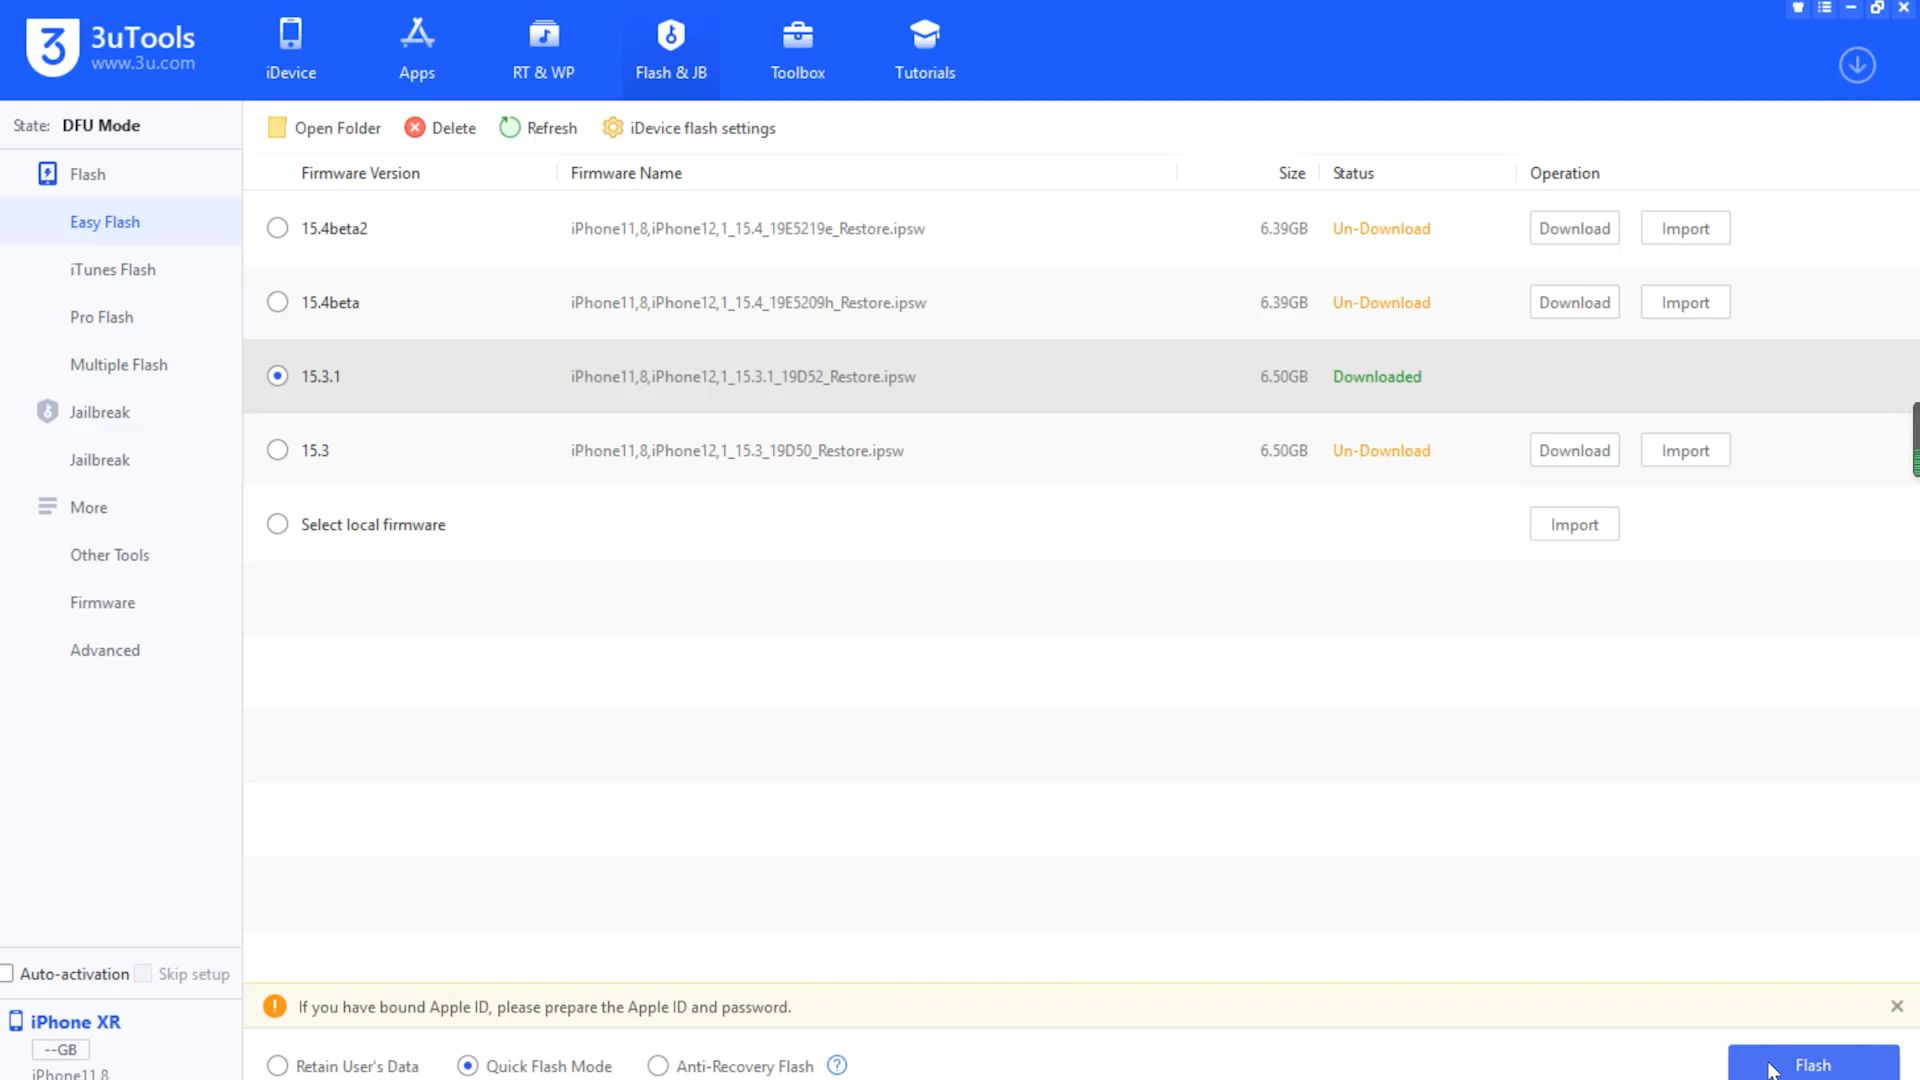 3uTools
www.3u.com
iDevice
Apps
RT & WP
Flash & JB
Toolbox
Tutorials
State: DFU Mode
Open Folder
Delete
Refresh
iDevice flash settings
Flash
Easy Flash
iTunes Flash
Pro Flash
Multiple Flash
Jailbreak
Jailbreak
More
Other Tools
Firmware
Advanced
Firmware Version Firmware Name Size Status Operation
15.4beta2 iPhone11,8,iPhone12,1_15.4_19E5219e_Restore.ipsw 6.39GB Un-Download Download Import
15.4beta iPhone11,8,iPhone12,1_15.4_19E5209h_Restore.ipsw 6.39GB Un-Download Download Import
15.3.1 iPhone11,8,iPhone12,1_15.3.1_19D52_Restore.ipsw 6.50GB Downloaded
15.3 iPhone11,8,iPhone12,1_15.3_19D50_Restore.ipsw 6.50GB Un-Download Download Import
Select local firmware Import
Auto-activation Skip setup
iPhone XR
--GB
iPhone11,8
If you have bound Apple ID, please prepare the Apple ID and password.
Retain User's Data Quick Flash Mode Anti-Recovery Flash ? Flash